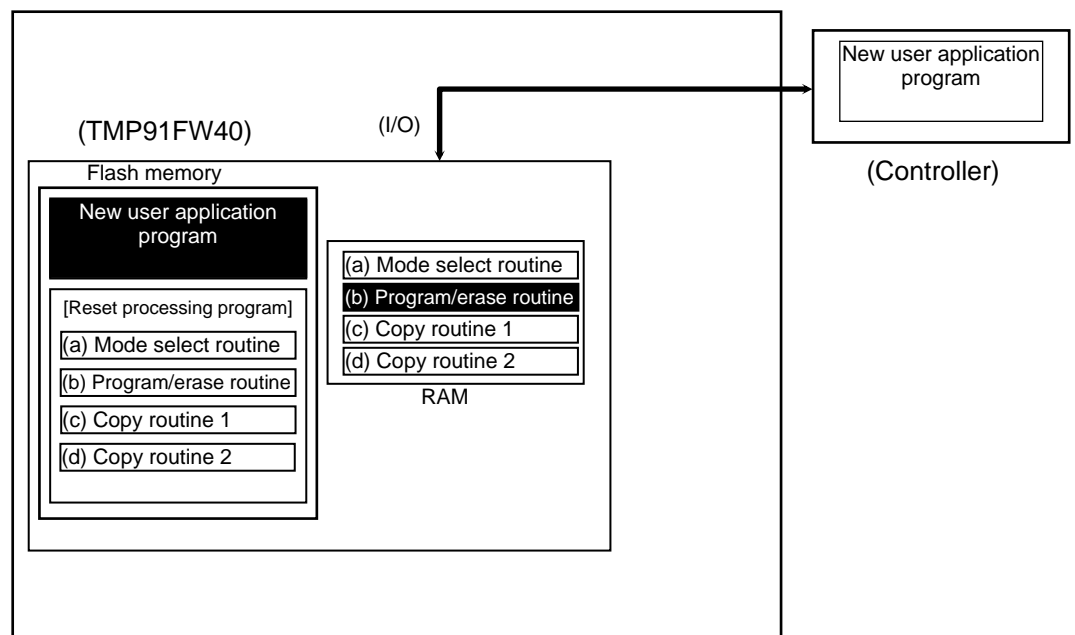 New user application
program
(Controller)
(I/O)
(TMP91FW40)
Flash memory
New user application
program
[Reset processing program]
(a) Mode select routine
(b) Program/erase routine
(c) Copy routine 1
(d) Copy routine 2
(a) Mode select routine
(b) Program/erase routine
(c) Copy routine 1
(d) Copy routine 2
RAM